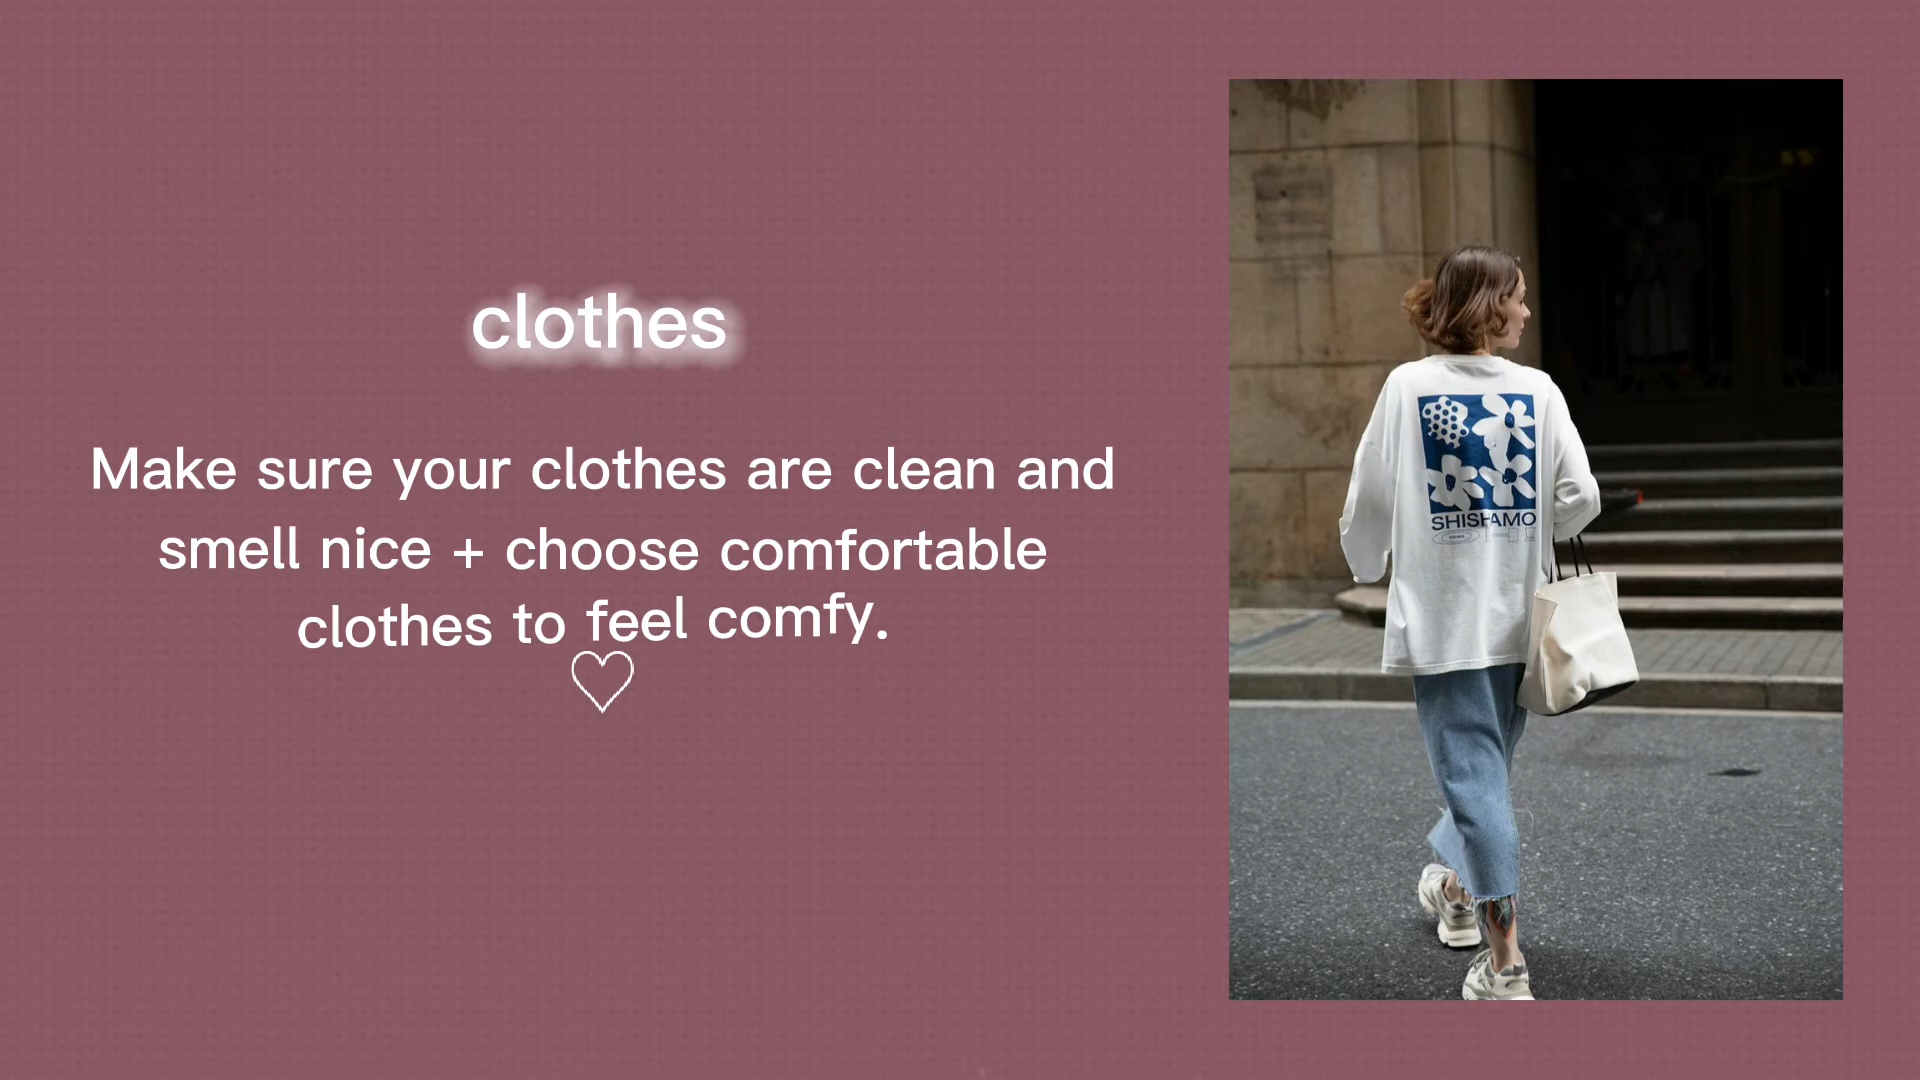 clothes
Make sure your clothes are clean and
smell nice + choose comfortable
clothes to feel comfy.
♡
SHISHAMO